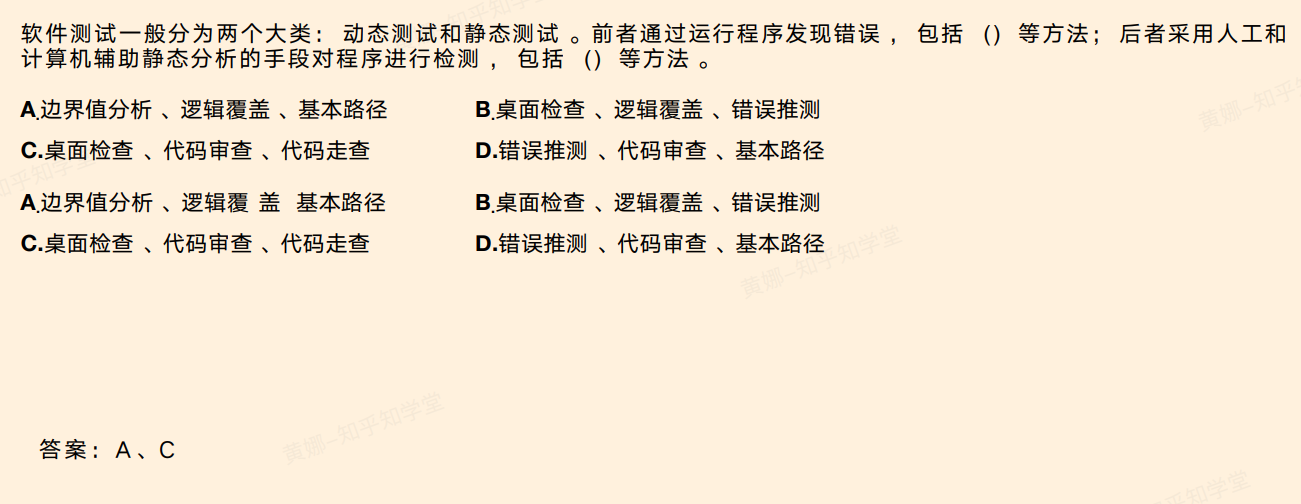 软件测试一般分为两个大类：动态测试和静态测试。前者通过运行程序发现错误，包括（）等方法；后者采用人工和
计算机辅助静态分析的手段对程序进行检测，包括（）等方法。
A.边界值分析、逻辑覆盖、基本路径 B.桌面检查、逻辑覆盖、错误推测
C.桌面检查、代码审查、代码走查 D.错误推测、代码审查、基本路径
A.边界值分析、逻辑覆 盖 基本路径 B.桌面检查、逻辑覆盖、错误推测
C.桌面检查、代码审查、代码走查 D.错误推测、代码审查、基本路径
黄娜-知乎知学堂
黄娜-知乎知学堂
答案：A、C